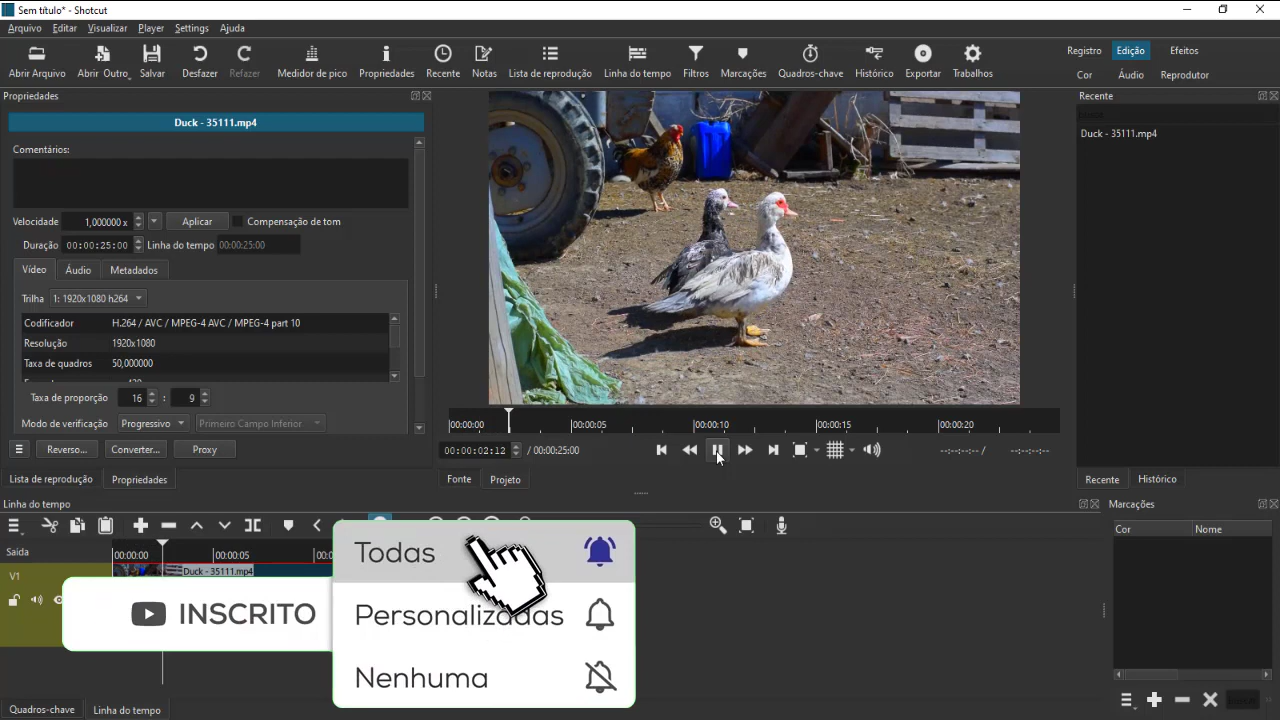 Sem título* - Shotcut
Arquivo Editar Visualizar Player Settings Ajuda
Abrir Arquivo Abrir Outro Salvar Desfazer Refazer Medidor de pico Propriedades Recente Notas Lista de reprodução Linha do tempo Filtros Marcações Quadros-chave Histórico Exportar Trabalhos
Registro Edição Efeitos
Cor Áudio Reprodutor
Propriedades
Duck - 35111.mp4
Comentários:
Velocidade 1,000000 x Aplicar Compensação de tom
Duração 00:00:25:00 Linha do tempo 00:00:25:00
Vídeo Áudio Metadados
Trilha 1: 1920x1080 h264
Codificador H.264 / AVC / MPEG-4 AVC / MPEG-4 part 10
Resolução 1920x1080
Taxa de quadros 50,000000
Taxa de proporção 16 : 9
Modo de verificação Progressivo Primeiro Campo Inferior
Reverso... Converter... Proxy
Lista de reprodução Propriedades
00:00:00 00:00:05 00:00:10 00:00:15 00:00:20
00:00:02:12 / 00:00:25:00 --:--:--:-- / --:--:--:--
Fonte Projeto
Recente
Duck - 35111.mp4
Recente Histórico
Linha do tempo
Saída 00:00:00 00:00:05
V1 Duck - 35111.mp4
INSCRITO
Todas
Personalizadas
Nenhuma
Marcações
Cor Nome
Quadros-chave Linha do tempo